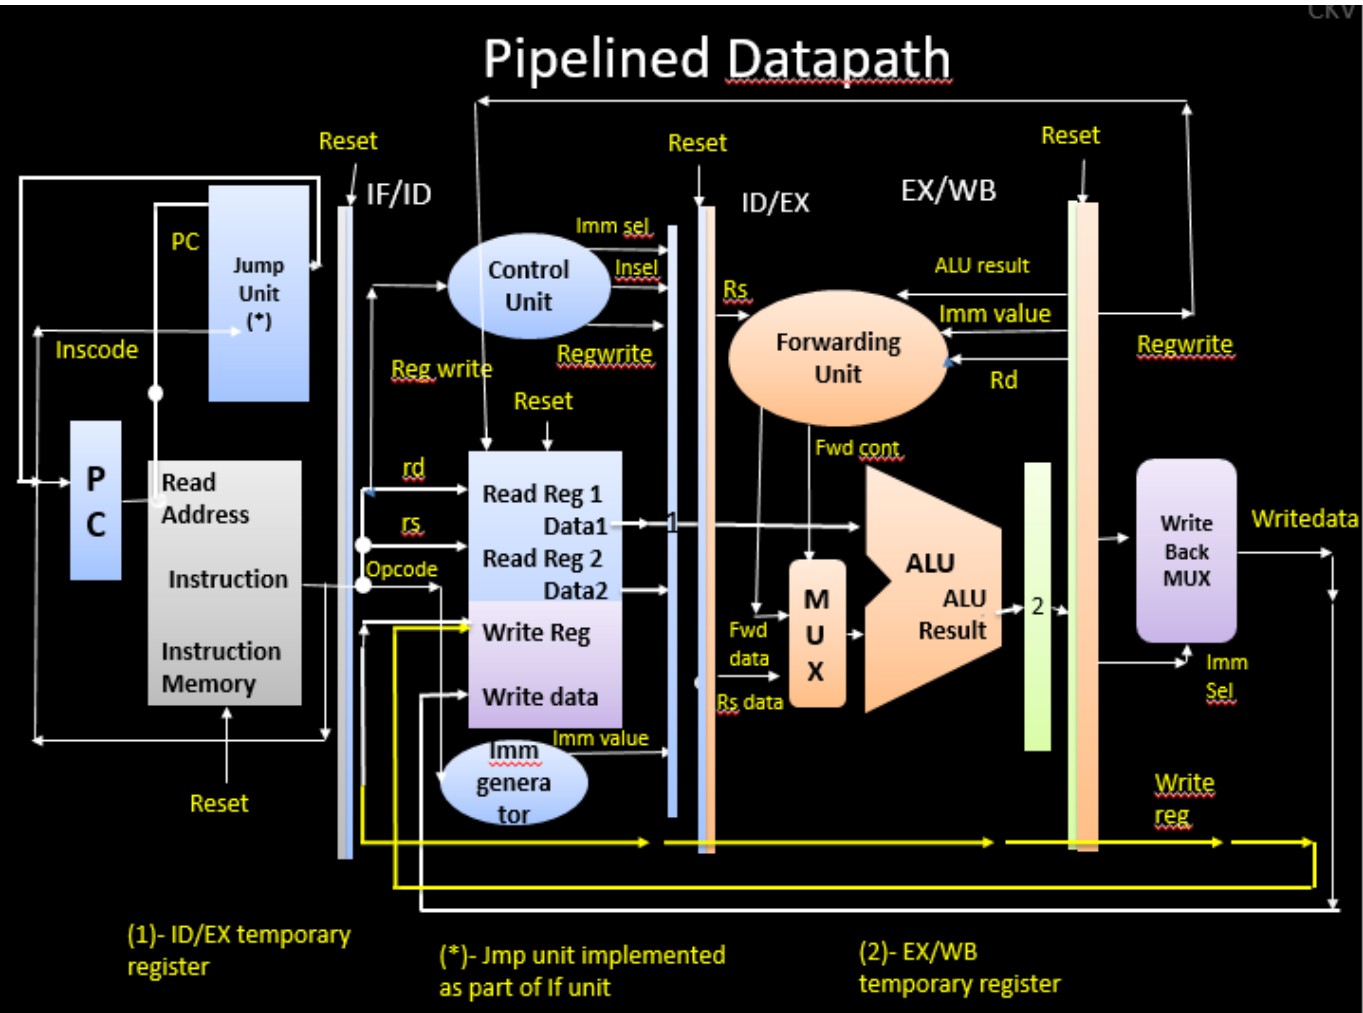 CKV
Pipelined Datapath
Reset
Reset
Reset
IF/ID
ID/EX
EX/WB
PC
Jump
Unit
(*)
Inscode
Control
Unit
Imm sel
Insel
Regwrite
Reg write
Reset
Rs
ALU result
Imm value
Rd
Forwarding
Unit
Regwrite
Fwd cont
P
C
Read
Address
Instruction
Instruction
Memory
Reset
rd
rs
Opcode
Read Reg 1
Data1
Read Reg 2
Data2
Write Reg
Write data
1
Imm value
Imm
genera
tor
M
U
X
Fwd
data
Rs data
ALU
ALU
Result
2
Write
Back
MUX
Writedata
Imm
Sel
Write
reg
(1)- ID/EX temporary
register
(*)- Jmp unit implemented
as part of If unit
(2)- EX/WB
temporary register